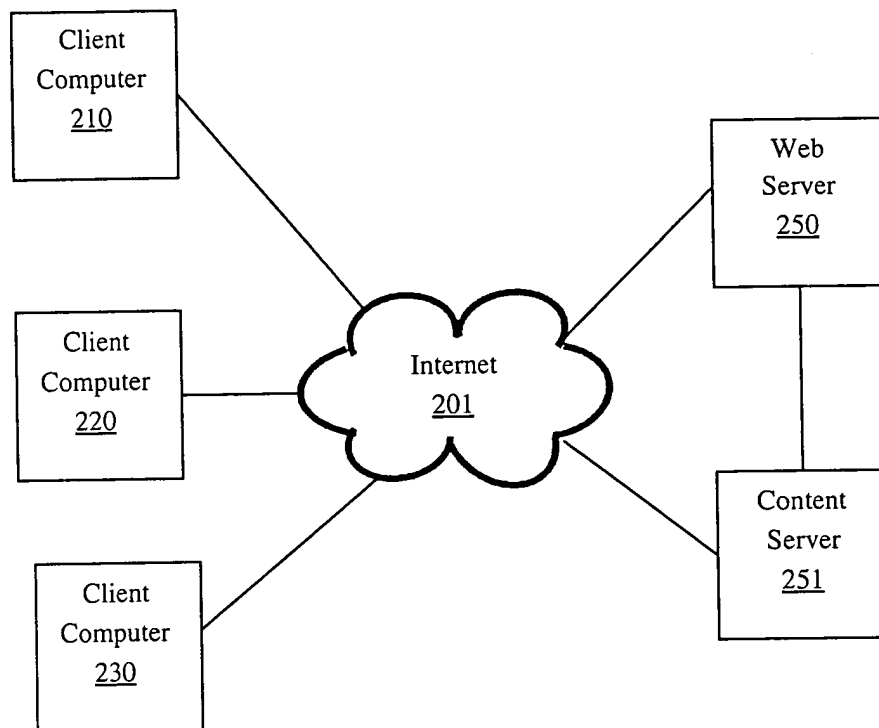 Client
Computer
210
Web
Server
250
Client
Computer
220
Internet
201
Content
Server
251
Client
Computer
230